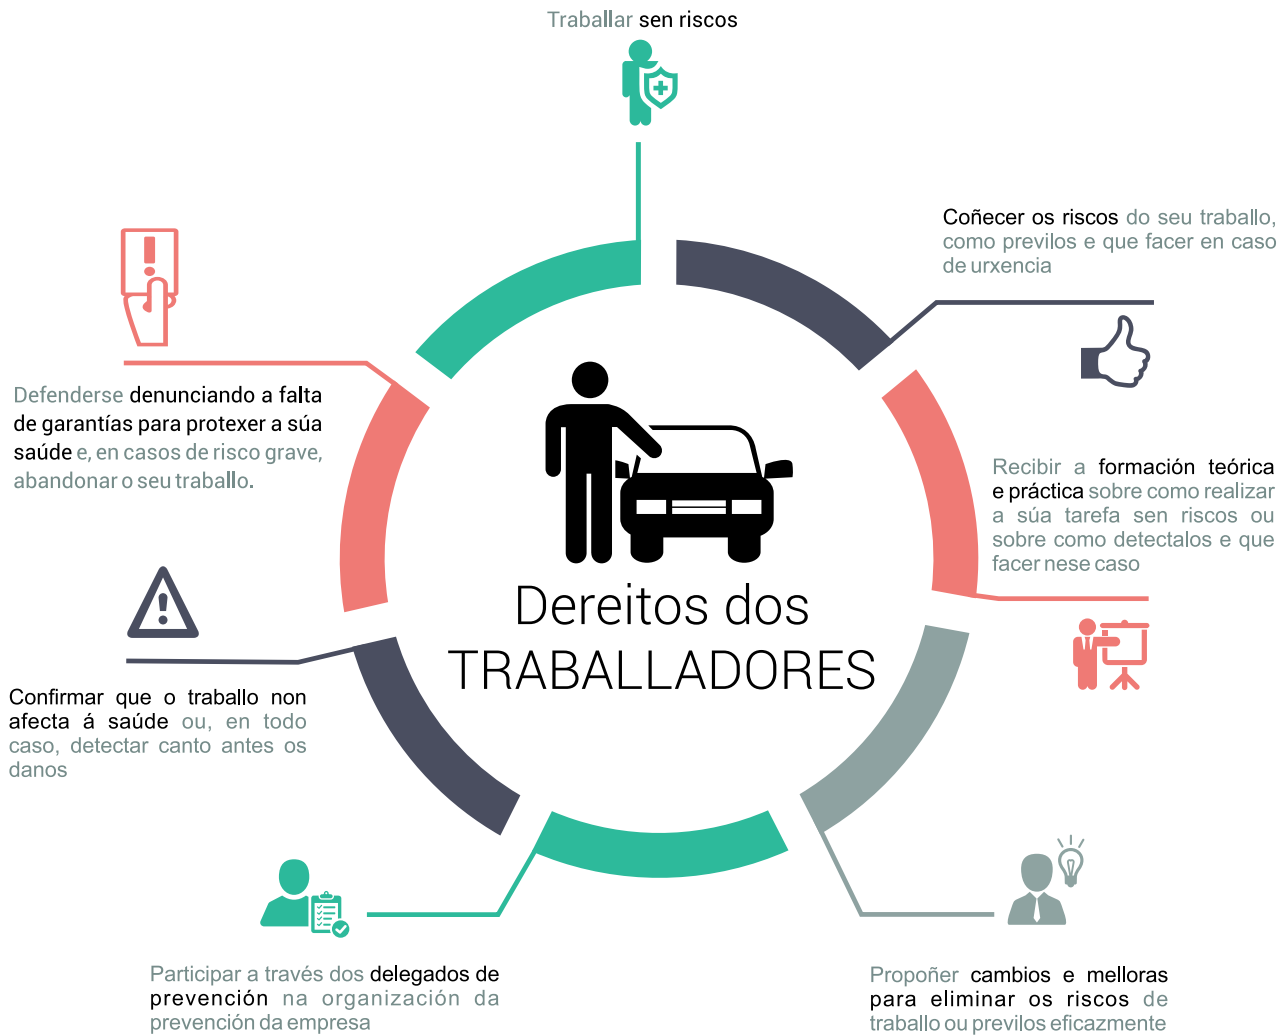 Traballar sen riscos
Coñecer os riscos do seu traballo,
como previlos e que facer en caso
de urxencia
Recibir a formación teórica
e práctica sobre como realizar
a súa tarefa sen riscos ou
sobre como detectalos e que
facer nese caso
Propoñer cambios e melloras
para eliminar os riscos de
traballo ou previlos eficazmente
Participar a través dos delegados de
prevención na organización da
prevención da empresa
Confirmar que o traballo non
afecta á saúde ou, en todo
caso, detectar canto antes os
danos
Defenderse denunciando a falta
de garantías para protexer a súa
saúde e, en casos de risco grave,
abandonar o seu traballo.
Dereitos dos
TRABALLADORES